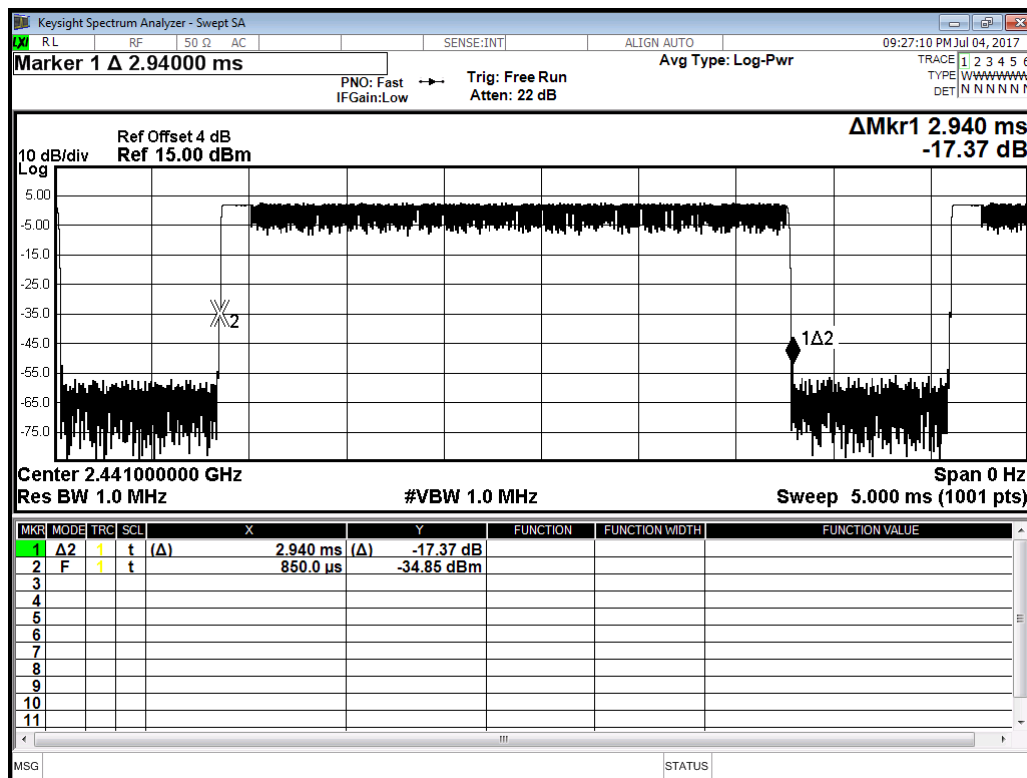 Keysight Spectrum Analyzer - Swept SA
LXI RL RF 50 Ω AC SENSE:INT ALIGN AUTO 09:27:10 PM Jul 04, 2017
Marker 1 Δ 2.94000 ms
PNO: Fast
IFGain:Low
Trig: Free Run
Atten: 22 dB
Avg Type: Log-Pwr
TRACE 1 2 3 4 5 6
TYPE WWWWWW
DET N N N N N N
ΔMkr1 2.940 ms
-17.37 dB
Ref Offset 4 dB
10 dB/div Ref 15.00 dBm
Log
5.00
-5.00
-15.0
-25.0
-35.0
-45.0
-55.0
-65.0
-75.0
2
1Δ2
Center 2.441000000 GHz Span 0 Hz
Res BW 1.0 MHz #VBW 1.0 MHz Sweep 5.000 ms (1001 pts)
MKR MODE TRC SCL X Y FUNCTION FUNCTION WIDTH FUNCTION VALUE
1 Δ2 1 t (Δ) 2.940 ms (Δ) -17.37 dB
2 F 1 t 850.0 µs -34.85 dBm
3
4
5
6
7
8
9
10
11
MSG STATUS